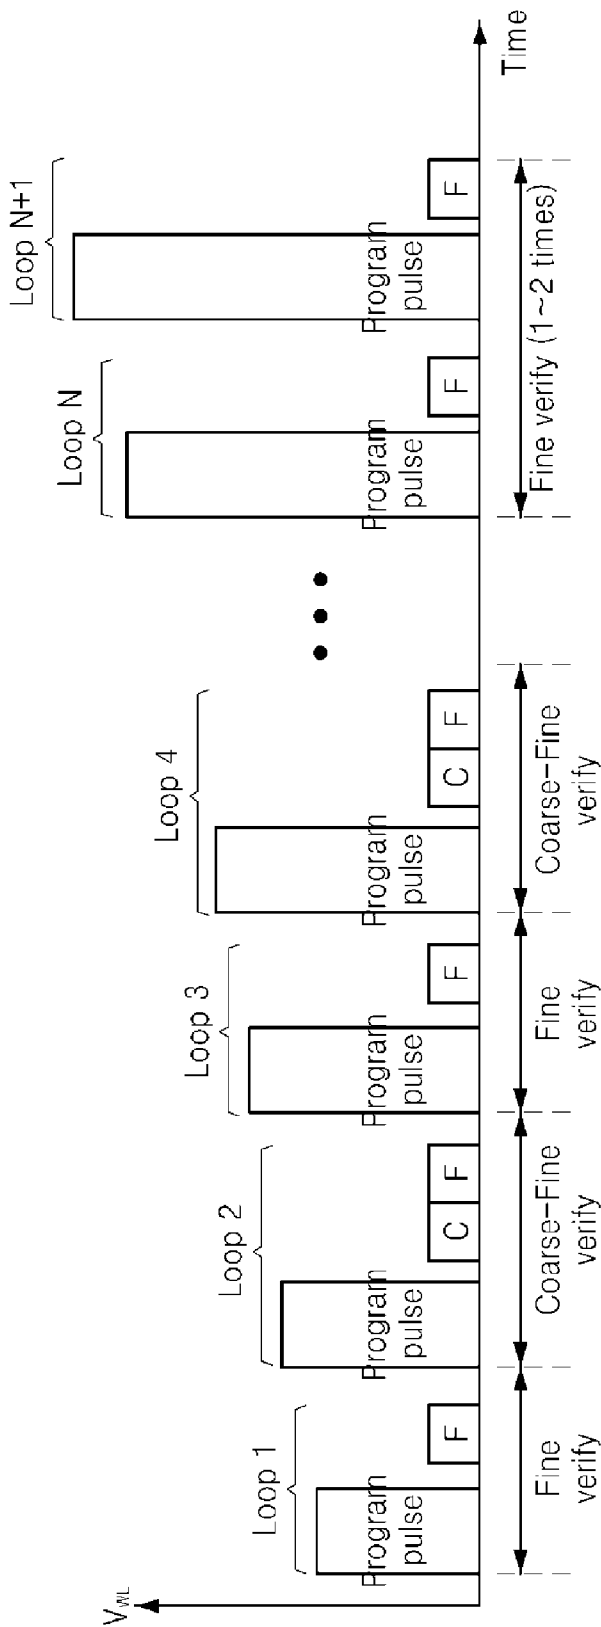 V_WL
Loop 1
Loop 2
Loop 3
Loop 4
Loop N
Loop N+1
Program
pulse
F
Program
pulse
C
F
Program
pulse
F
Program
pulse
C
F
Program
pulse
F
Program
pulse
F
Time
Fine
verify
Coarse-Fine
verify
Fine
verify
Coarse-Fine
verify
Fine verify (1~2 times)